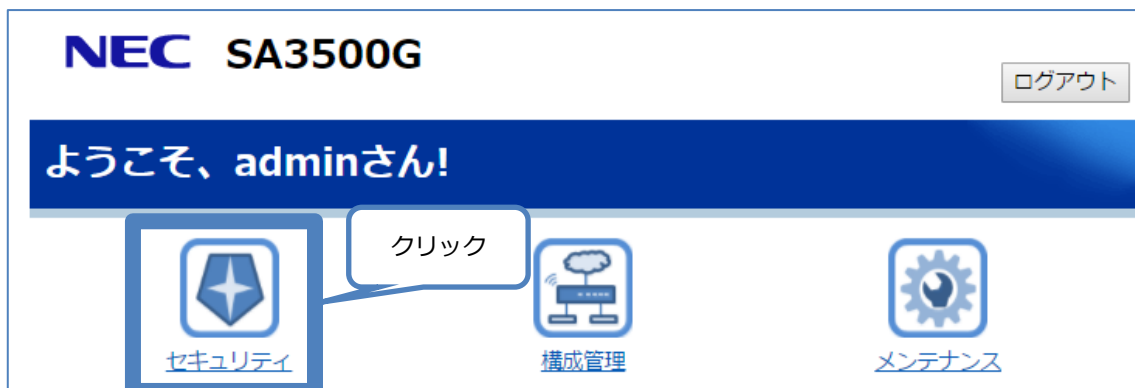 NEC SA3500G
ログアウト
ようこそ、adminさん!
クリック
セキュリティ
構成管理
メンテナンス